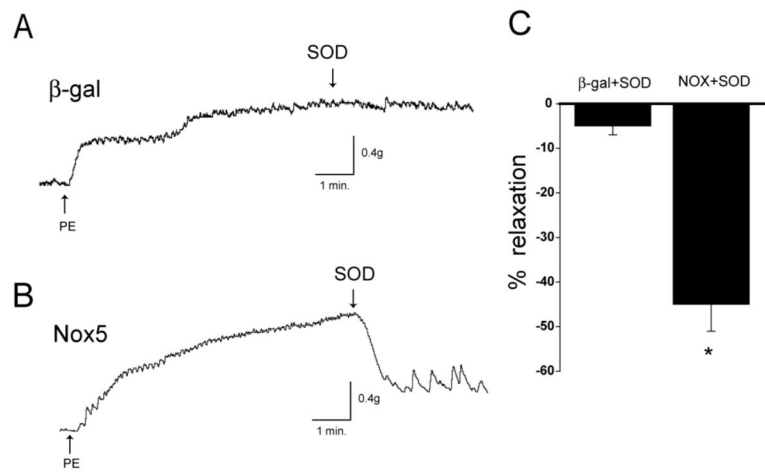 A
SOD
β-gal
0.4g
1 min.
PE
B
SOD
Nox5
0.4g
1 min.
PE
C
β-gal+SOD NOX+SOD
0
-10
-20
-30
-40
-50
-60
% relaxation
*